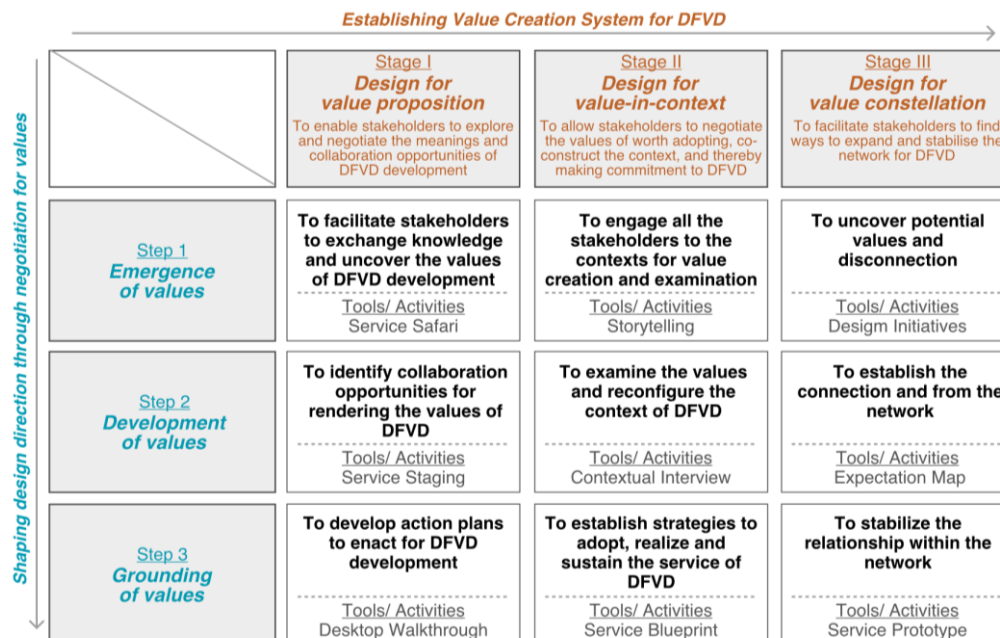 Establishing Value Creation System for DFVD
Shaping design direction through negotiation for values
Stage I
Design for
value proposition
To enable stakeholders to explore
and negotiate the meanings and
collaboration opportunities of
DFVD development
Stage II
Design for
value-in-context
To allow stakeholders to negotiate
the values of worth adopting, co-
construct the context, and thereby
making commitment to DFVD
Stage III
Design for
value constellation
To facilitate stakeholders to find
ways to expand and stabilise the
network for DFVD
Step 1
Emergence
of values
To facilitate stakeholders
to exchange knowledge
and uncover the values
of DFVD development
Tools/ Activities
Service Safari
To engage all the
stakeholders to the
contexts for value
creation and examination
Tools/ Activities
Storytelling
To uncover potential
values and
disconnection
Tools/ Activities
Desigm Initiatives
Step 2
Development
of values
To identify collaboration
opportunities for
rendering the values of
DFVD
Tools/ Activities
Service Staging
To examine the values
and reconfigure the
context of DFVD
Tools/ Activities
Contextual Interview
To establish the
connection and from the
network
Tools/ Activities
Expectation Map
Step 3
Grounding
of values
To develop action plans
to enact for DFVD
development
Tools/ Activities
Desktop Walkthrough
To establish strategies to
adopt, realize and
sustain the service of
DFVD
Tools/ Activities
Service Blueprint
To stabilize the
relationship within the
network
Tools/ Activities
Service Prototype